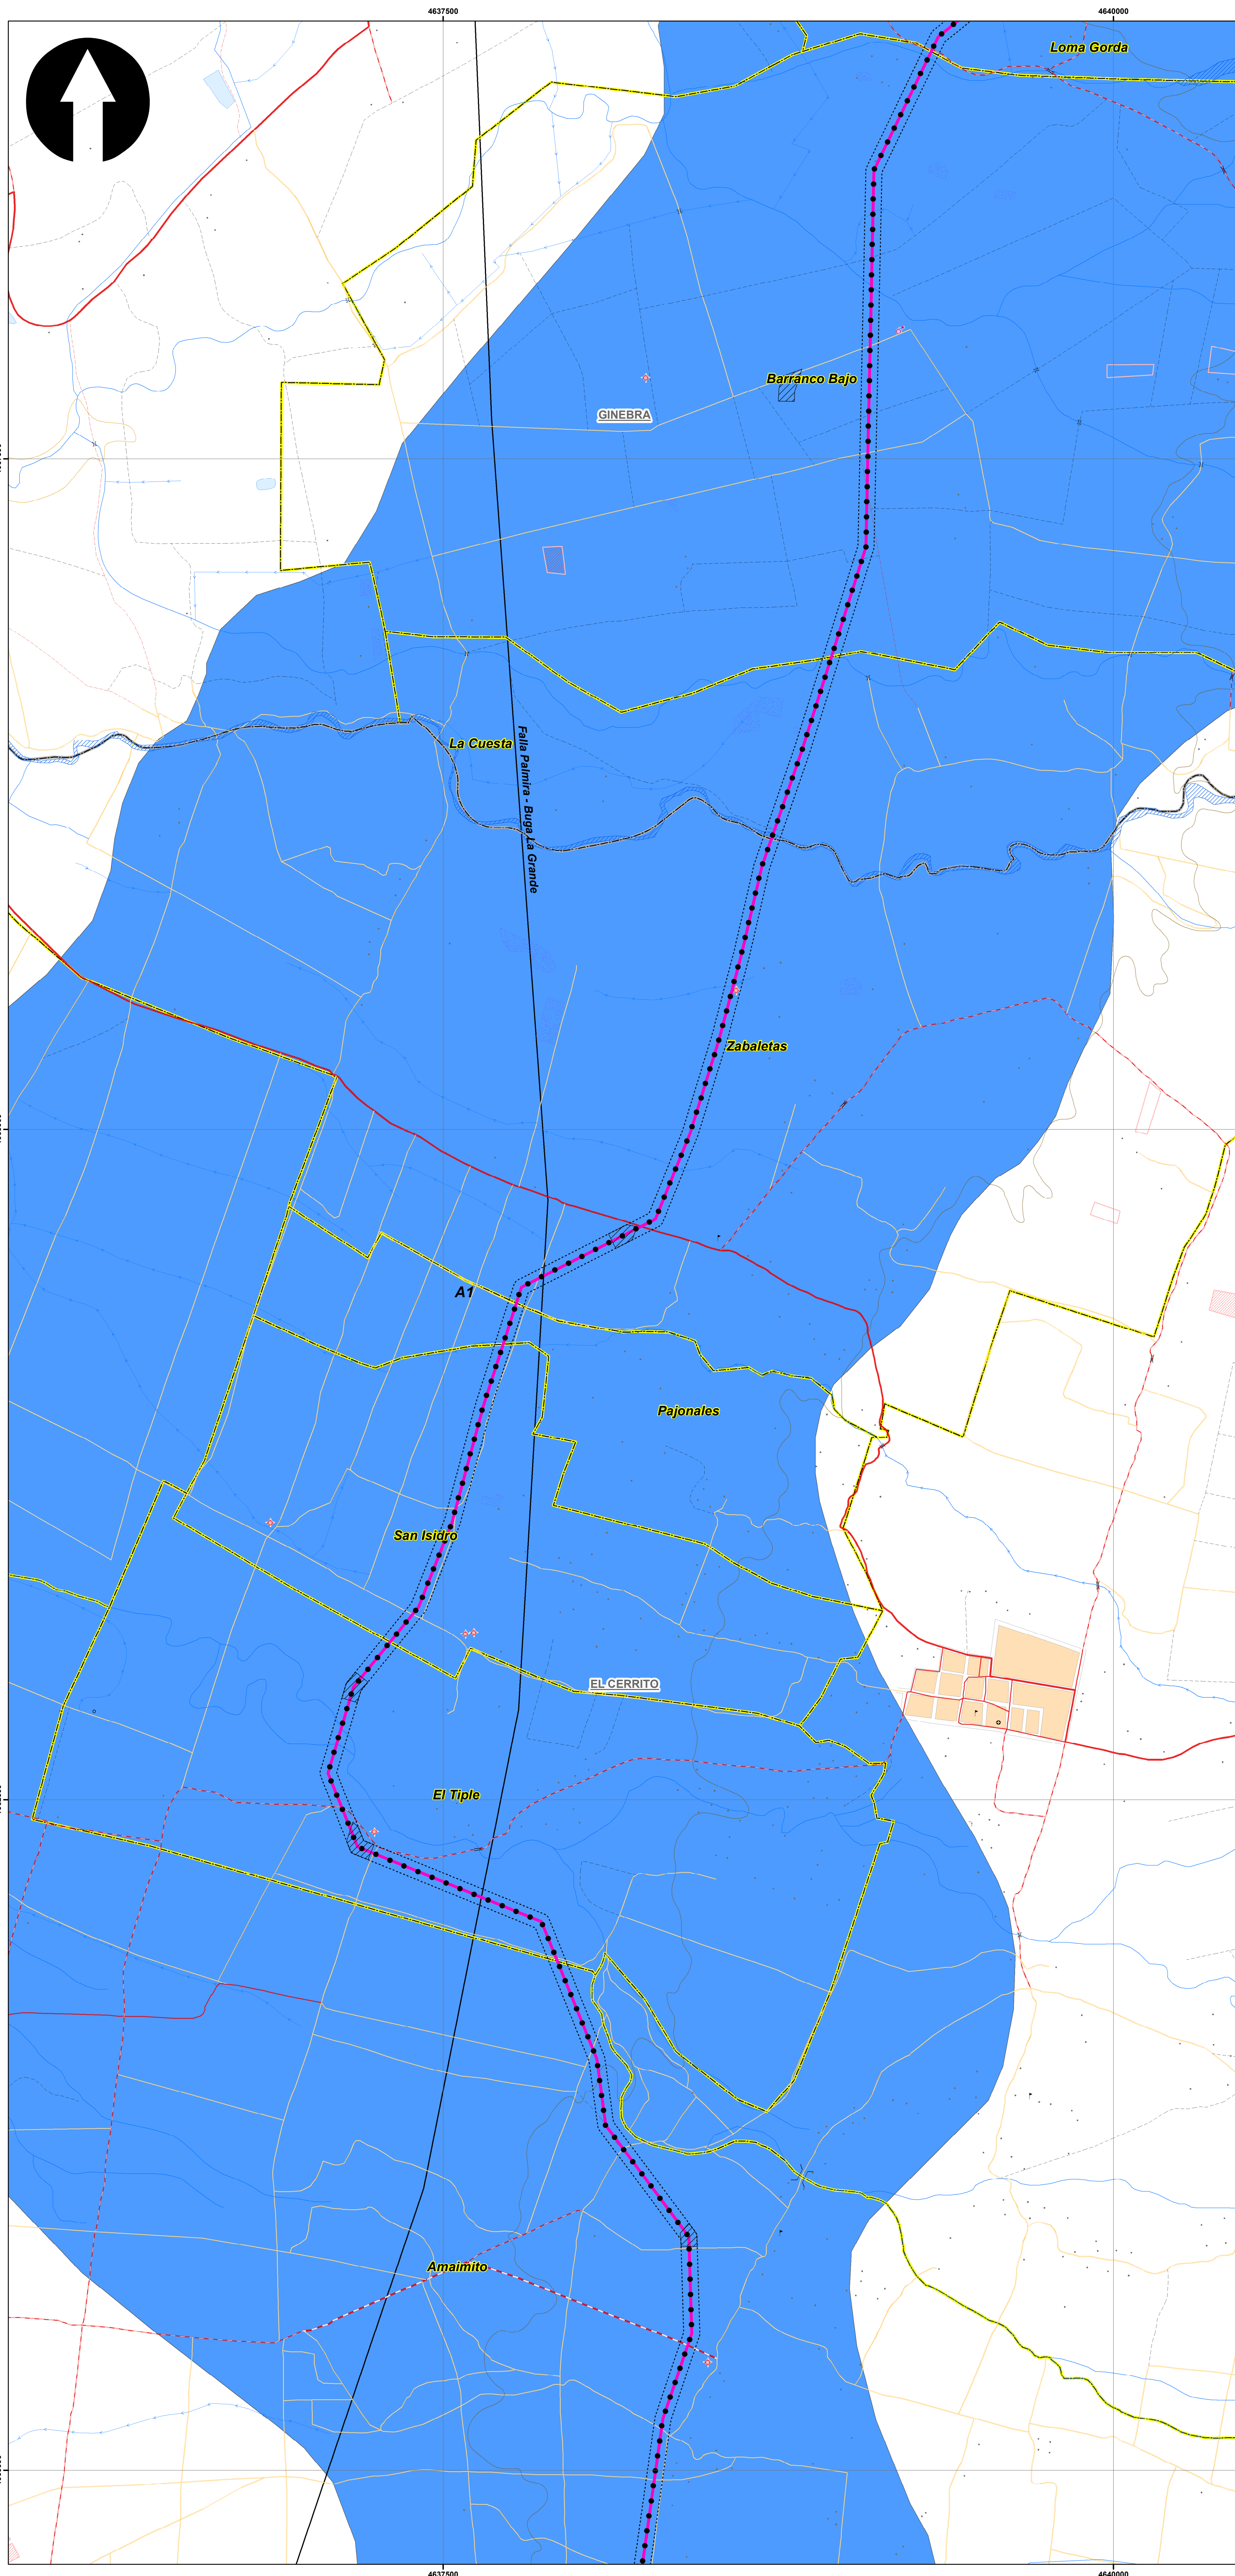 4637500
4640000
Loma Gorda
Barranco Bajo
GINEBRA
La Cuesta
Falla Palmira - Buga La Grande
Zabaletas
A1
Pajonales
San Isidro
EL CERRITO
El Tiple
Amaimito
4637500
4640000